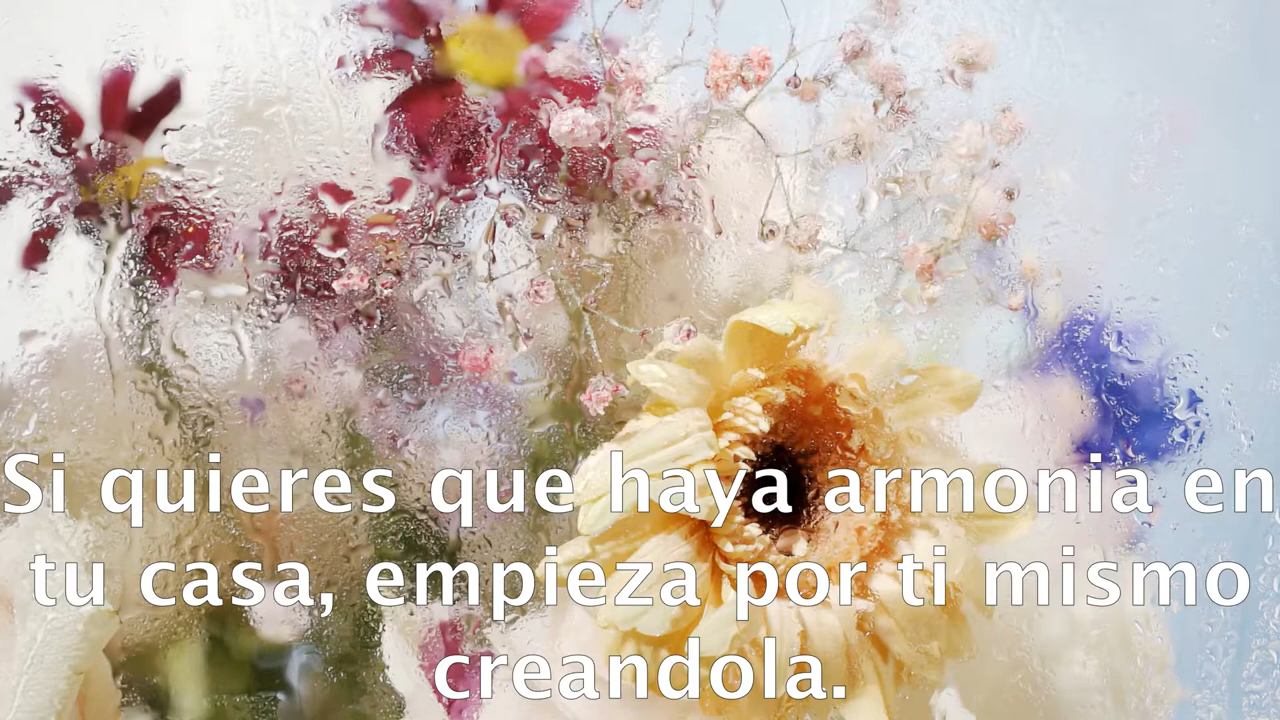 Si quieres que haya armonia en
tu casa, empieza por ti mismo
creandola.